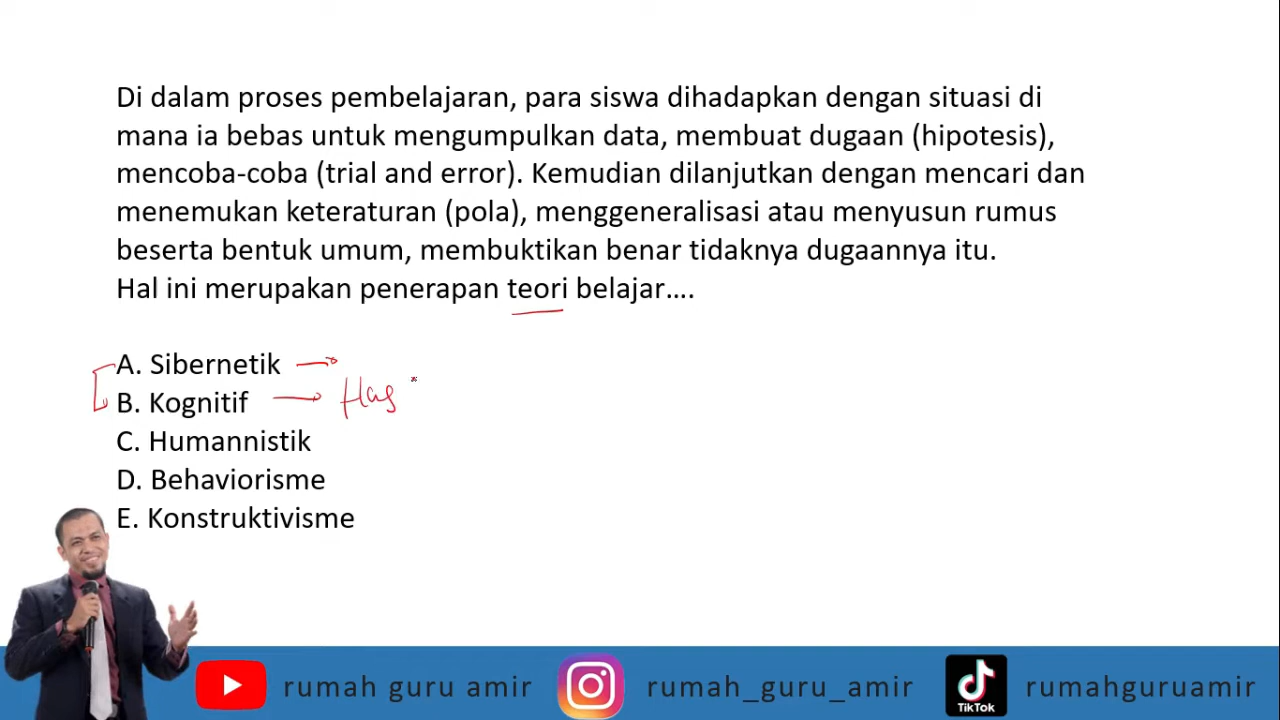 Di dalam proses pembelajaran, para siswa dihadapkan dengan situasi di
mana ia bebas untuk mengumpulkan data, membuat dugaan (hipotesis),
mencoba-coba (trial and error). Kemudian dilanjutkan dengan mencari dan
menemukan keteraturan (pola), menggeneralisasi atau menyusun rumus
beserta bentuk umum, membuktikan benar tidaknya dugaannya itu.
Hal ini merupakan penerapan teori belajar....
A. Sibernetik
B. Kognitif Has
C. Humannistik
D. Behaviorisme
E. Konstruktivisme
rumah guru amir rumah_guru_amir TikTok rumahguruamir